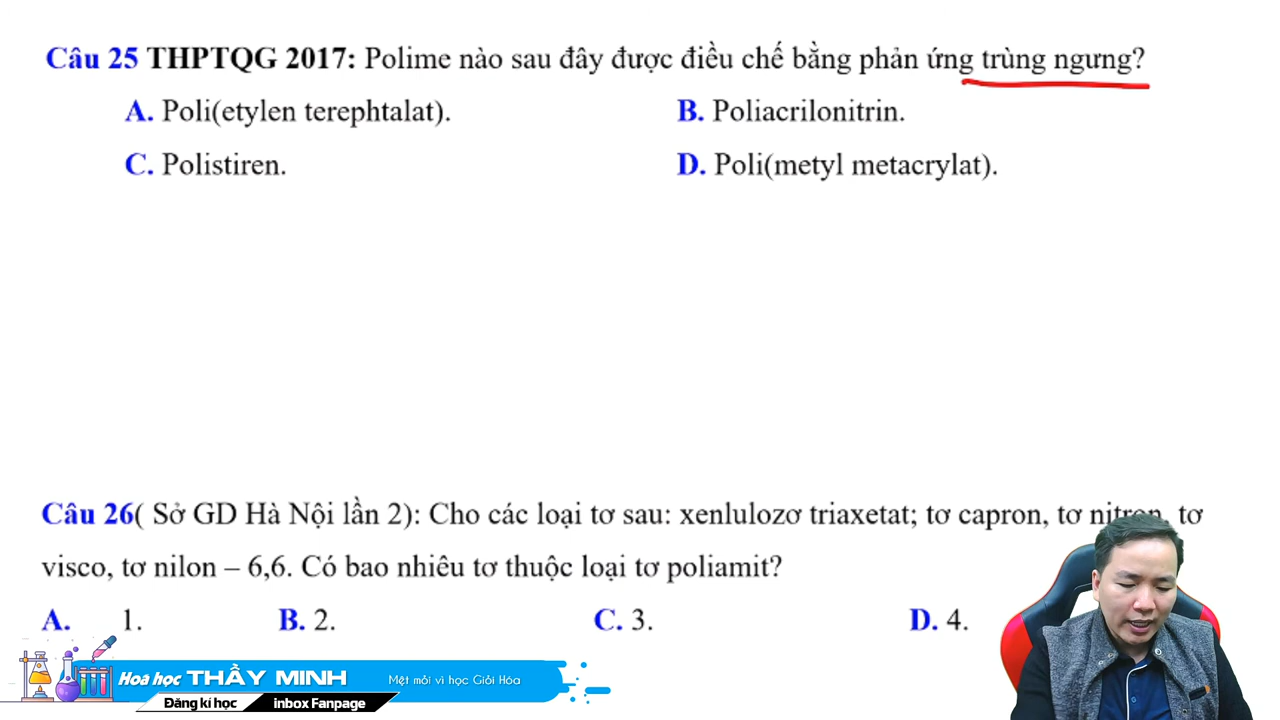 Câu 25 THPTQG 2017: Polime nào sau đây được điều chế bằng phản ứng trùng ngưng?
A. Poli(etylen terephtalat). B. Poliacrilonitrin.
C. Polistiren. D. Poli(metyl metacrylat).
Câu 26( Sở GD Hà Nội lần 2): Cho các loại tơ sau: xenlulozơ triaxetat; tơ capron, tơ nitron, tơ
visco, tơ nilon – 6,6. Có bao nhiêu tơ thuộc loại tơ poliamit?
A. 1. B. 2. C. 3. D. 4.
Hoá học THẦY MINH Mệt mỏi vì học Giỏi Hóa
Đăng kí học inbox Fanpage